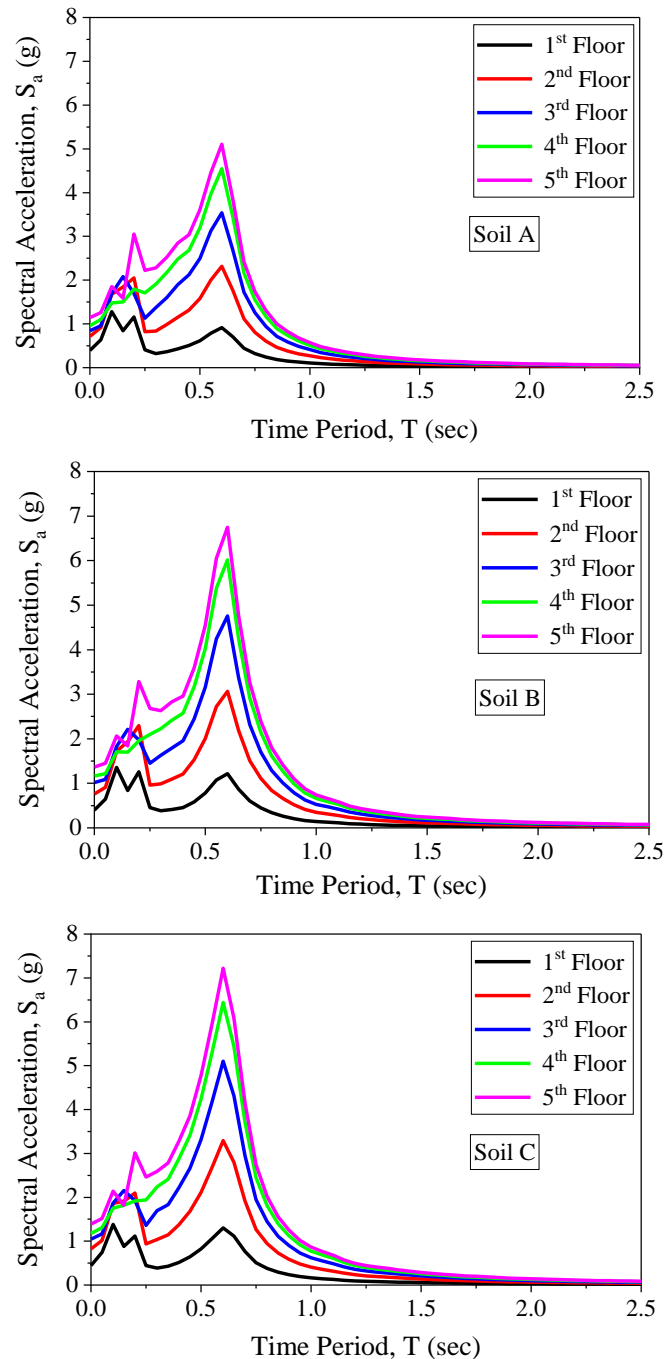 8
7
6
5
4
3
2
1
0
Spectral Acceleration, Sₐ (g)
1ˢᵗ Floor
2ⁿᵈ Floor
3ʳᵈ Floor
4ᵗʰ Floor
5ᵗʰ Floor
Soil A
0.0 0.5 1.0 1.5 2.0 2.5
Time Period, T (sec)
8
7
6
5
4
3
2
1
0
Spectral Acceleration, Sₐ (g)
1ˢᵗ Floor
2ⁿᵈ Floor
3ʳᵈ Floor
4ᵗʰ Floor
5ᵗʰ Floor
Soil B
0.0 0.5 1.0 1.5 2.0 2.5
Time Period, T (sec)
8
7
6
5
4
3
2
1
0
Spectral Acceleration, Sₐ (g)
1ˢᵗ Floor
2ⁿᵈ Floor
3ʳᵈ Floor
4ᵗʰ Floor
5ᵗʰ Floor
Soil C
0.0 0.5 1.0 1.5 2.0 2.5
Time Period, T (sec)